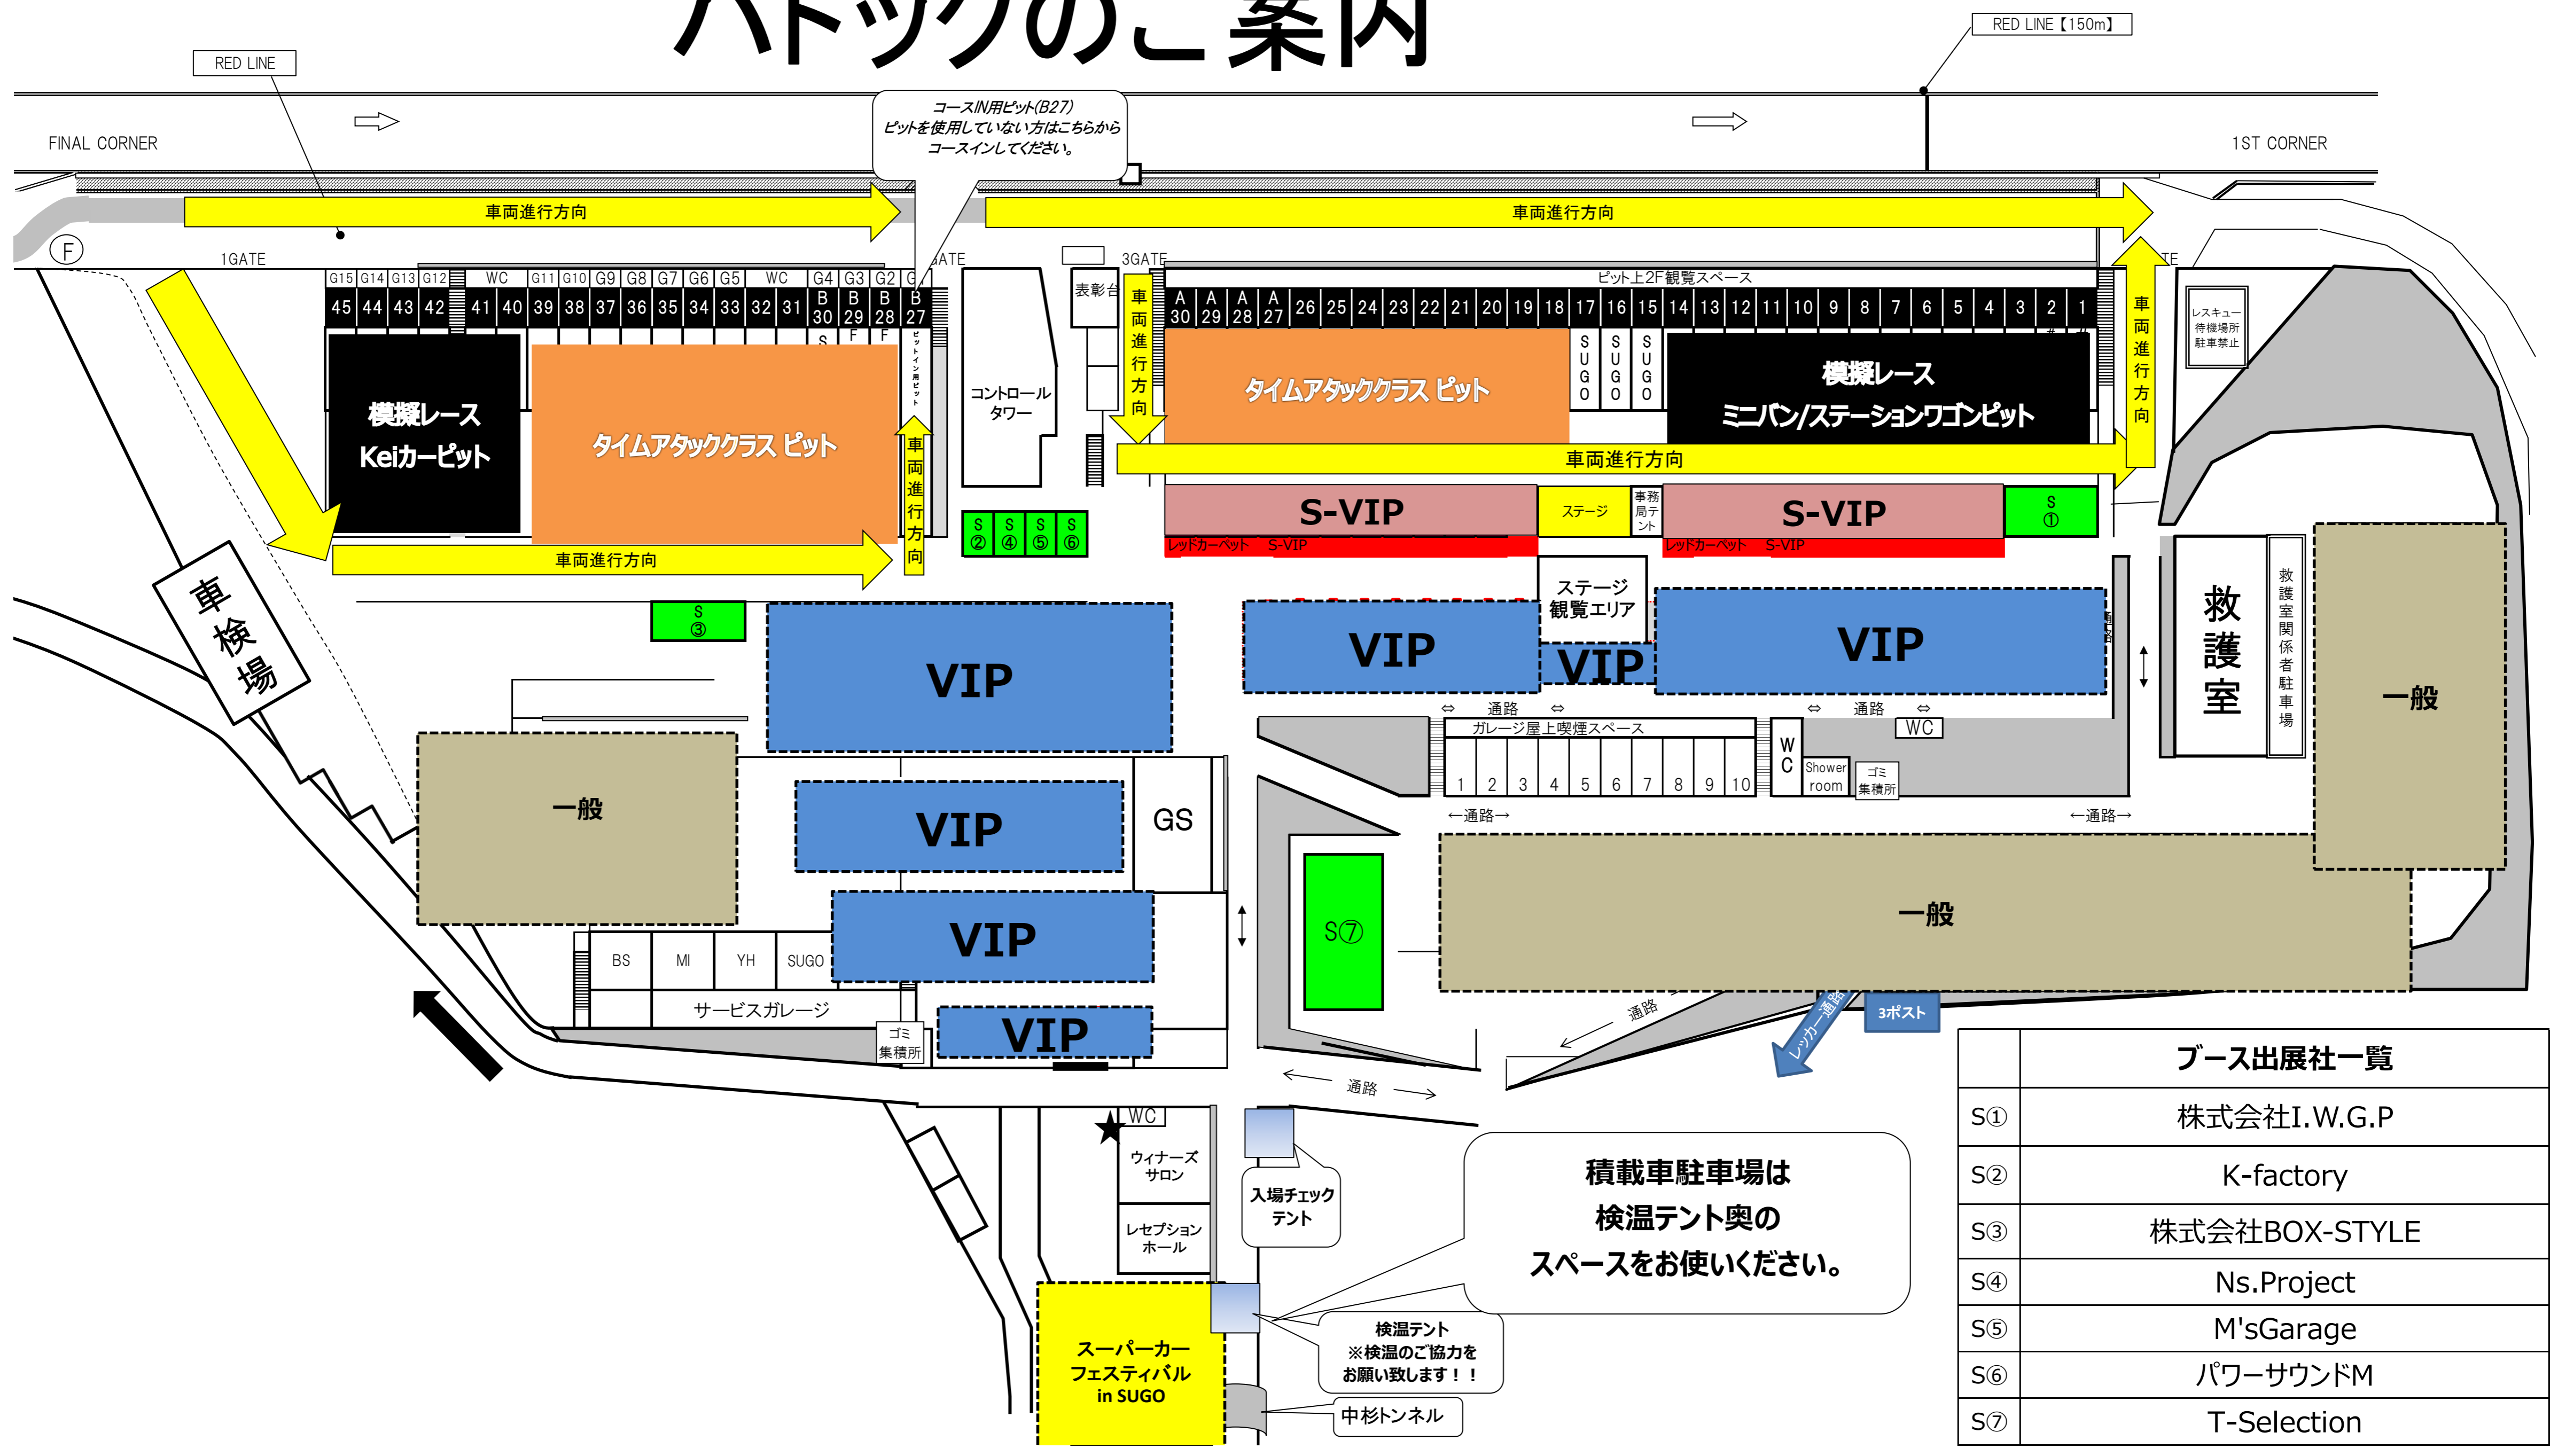 パドックのご案内
RED LINE
RED LINE【150m】
FINAL CORNER
1ST CORNER
コースIN用ピット(B27)
ピットを使用していない方はこちらから
コースインしてください。
車両進行方向
車両進行方向
F
1GATE
3GATE
G15 G14 G13 G12 WC G11 G10 G9 G8 G7 G6 G5 WC G4 G3 G2
45 44 43 42 41 40 39 38 37 36 35 34 33 32 31 B30 B29 B28 B27
表彰台
ピット上2F観覧スペース
A30 A29 A28 A27 26 25 24 23 22 21 20 19 18 17 16 15 14 13 12 11 10 9 8 7 6 5 4 3 2 1
車両進行方向
車両進行方向
レスキュー
待機場所
駐車禁止
模擬レース
Keiカーピット
タイムアタッククラス ピット
ピットイン用ピット
車両進行方向
コントロール
タワー
タイムアタッククラス ピット
SUGO
SUGO
SUGO
模擬レース
ミニバン/ステーションワゴンピット
車両進行方向
車両進行方向
S② S④ S⑤ S⑥
S-VIP
ステージ
事務局テント
S-VIP
S①
レッドカーペット S-VIP
レッドカーペット S-VIP
車検場
S③
VIP
VIP
ステージ
観覧エリア
VIP
VIP
通路
救護室
救護室関係者駐車場
一般
⇔ 通路 ⇔
⇔ 通路 ⇔
ガレージ屋上喫煙スペース
1 2 3 4 5 6 7 8 9 10
WC
WC
Shower
room
ゴミ
集積所
←通路→
←通路→
一般
VIP
GS
S⑦
一般
VIP
BS MI YH SUGO
サービスガレージ
ゴミ
集積所
VIP
通路
レッカー通路
3ポスト
通路
WC
ウィナーズ
サロン
レセプション
ホール
入場チェック
テント
積載車駐車場は
検温テント奥の
スペースをお使いください。
検温テント
※検温のご協力を
お願い致します！！
中杉トンネル
スーパーカー
フェスティバル
in SUGO
ブース出展社一覧
S① 株式会社I.W.G.P
S② K-factory
S③ 株式会社BOX-STYLE
S④ Ns.Project
S⑤ M'sGarage
S⑥ パワーサウンドM
S⑦ T-Selection